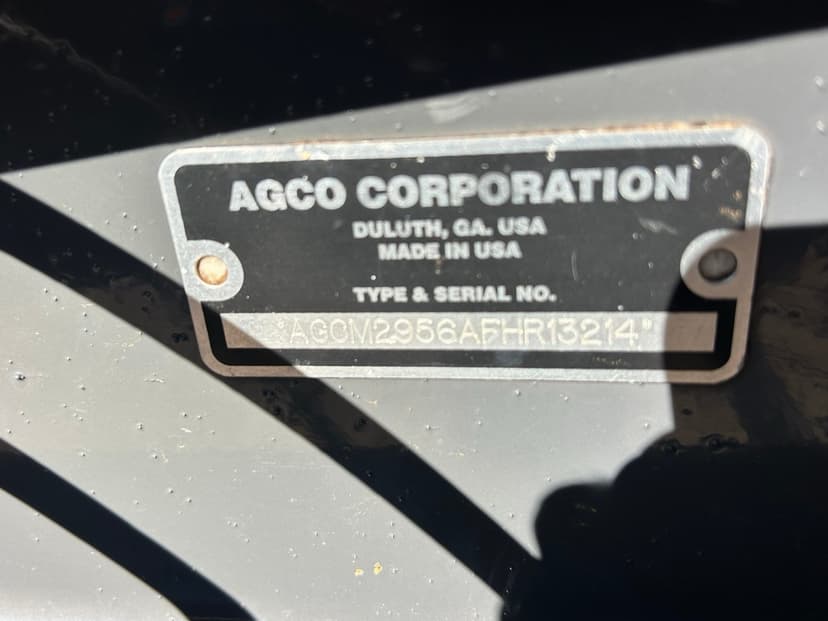 AGCO CORPORATION
DULUTH, GA. USA
MADE IN USA
TYPE & SERIAL NO.
*AGCM2956AFHR13214*